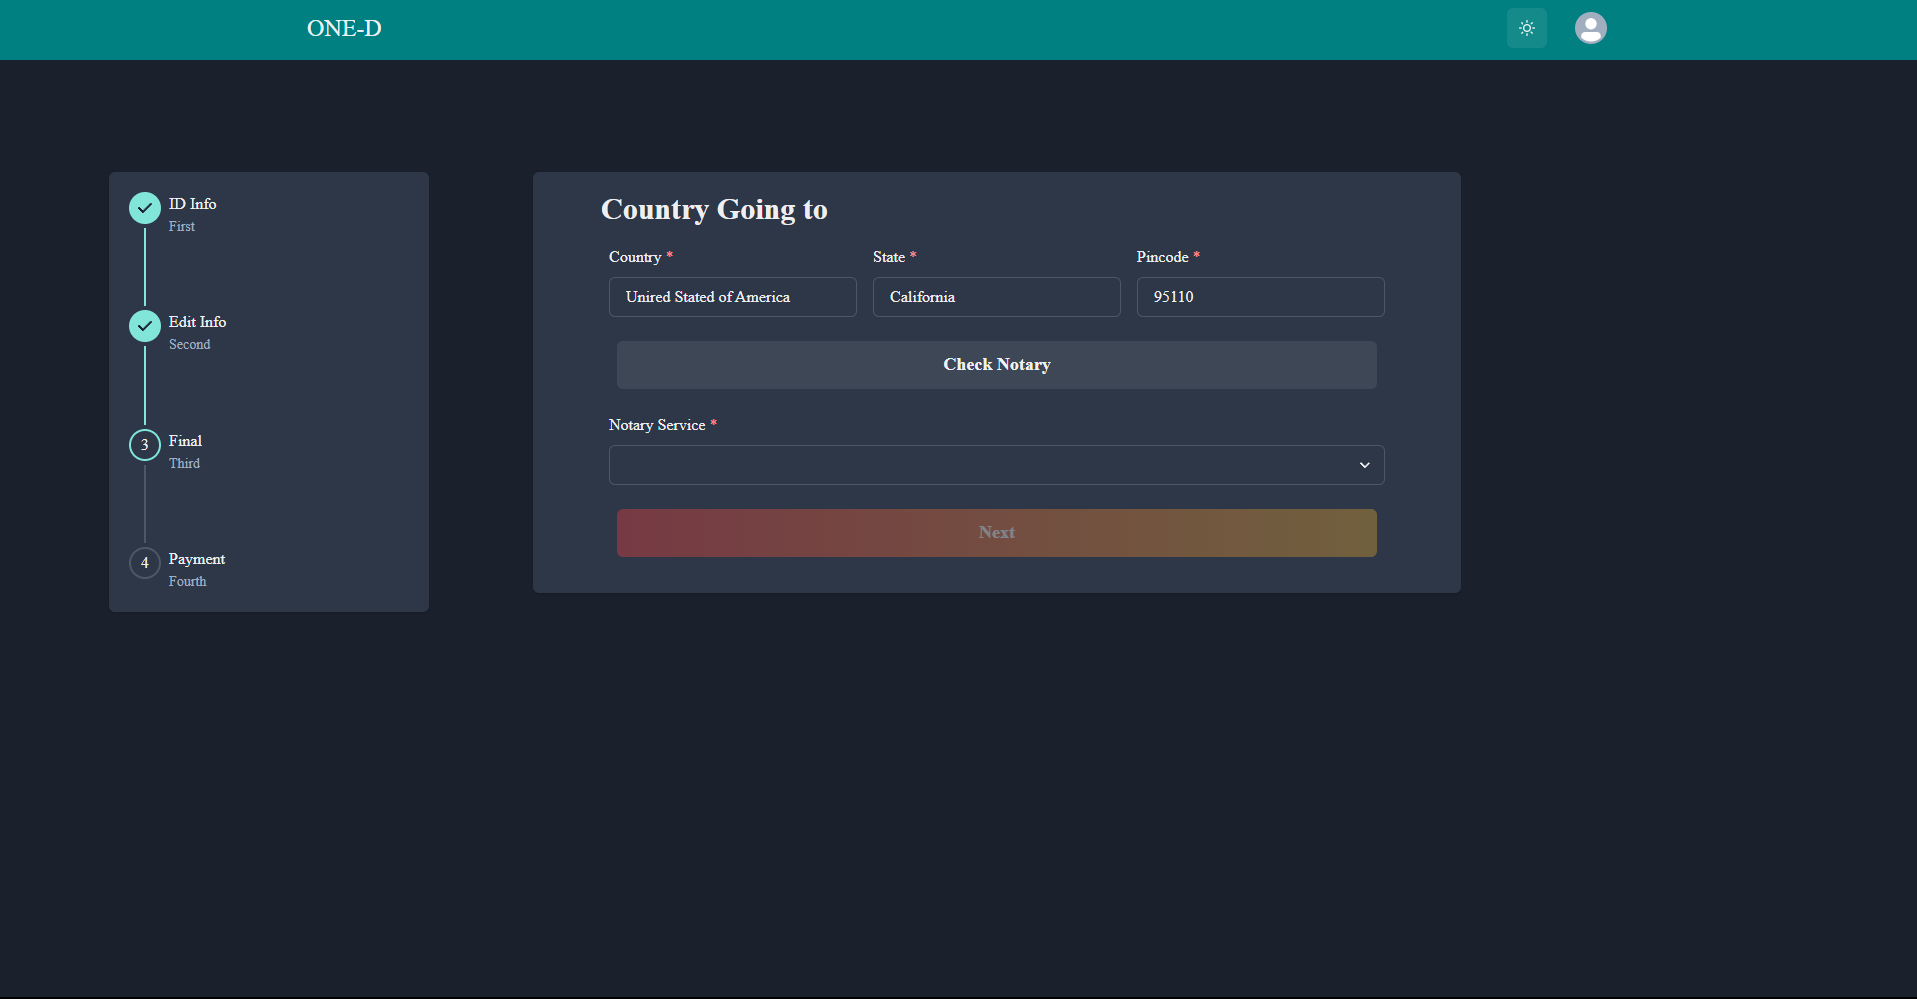 ONE-D
ID Info
First
Edit Info
Second
3 Final
Third
4 Payment
Fourth
Country Going to
Country * State * Pincode *
Unired Stated of America California 95110
Check Notary
Notary Service *
Next